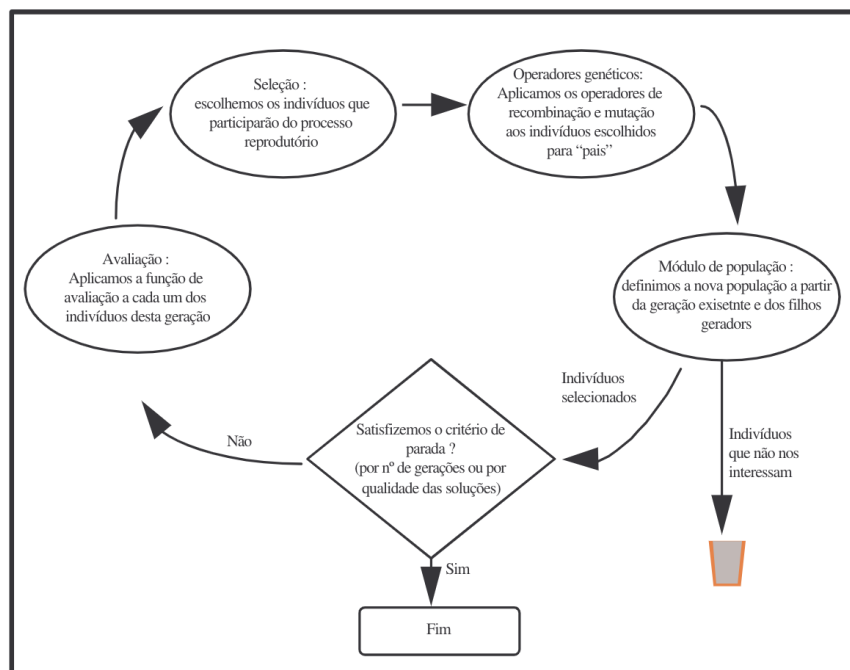 Seleção :
escolhemos os indivíduos que
participarão do processo
reprodutório
Operadores genéticos:
Aplicamos os operadores de
recombinação e mutação
aos indivíduos escolhidos
para “pais”
Avaliação :
Aplicamos a função de
avaliação a cada um dos
indivíduos desta geração
Módulo de população :
definimos a nova população a partir
da geração exisetnte e dos filhos
geradors
Indivíduos
selecionados
Satisfizemos o critério de
parada ?
(por nº de gerações ou por
qualidade das soluções)
Não
Indivíduos
que não nos
interessam
Sim
Fim